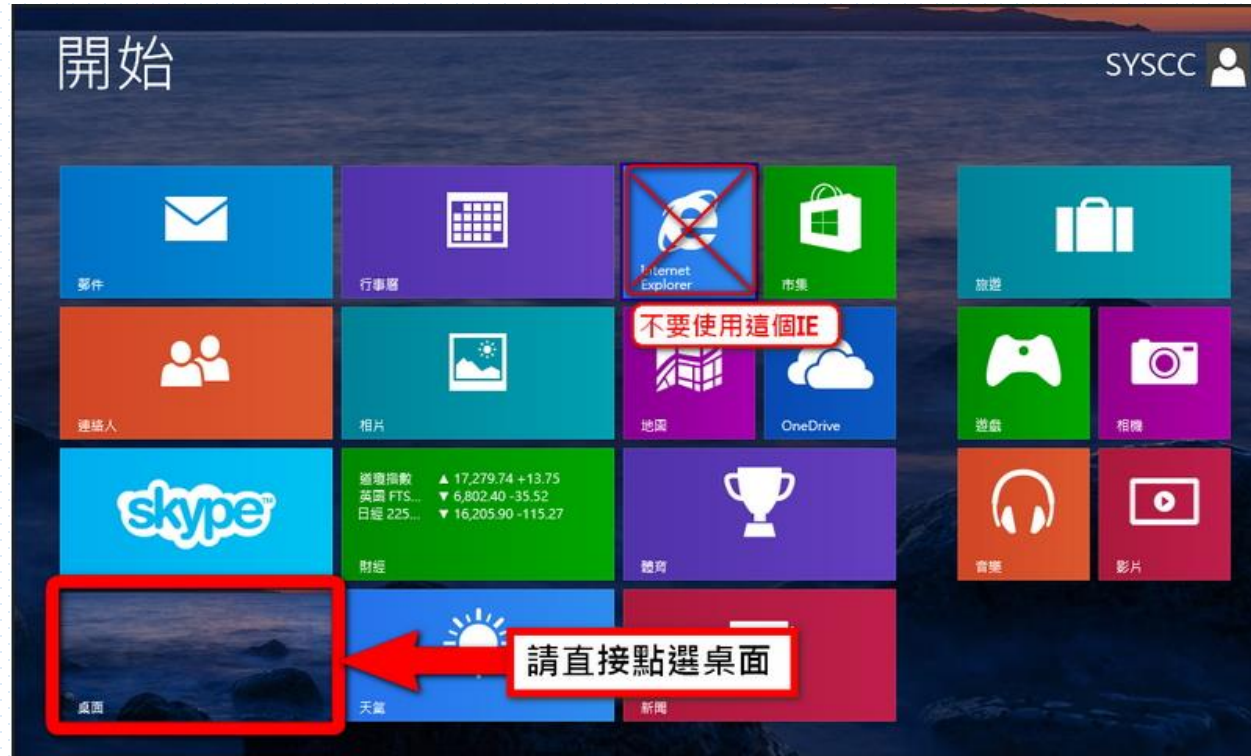 開始
SYSCC
郵件
行事曆
Internet
Explorer
市集
旅遊
不要使用這個IE
連絡人
相片
地圖
OneDrive
遊戲
相機
skype
道瓊指數 ▲ 17,279.74 +13.75
英國 FTS... ▼ 6,802.40 -35.52
日經 225... ▼ 16,205.90 -115.27
財經
體育
音樂
影片
請直接點選桌面
桌面
天氣
新聞